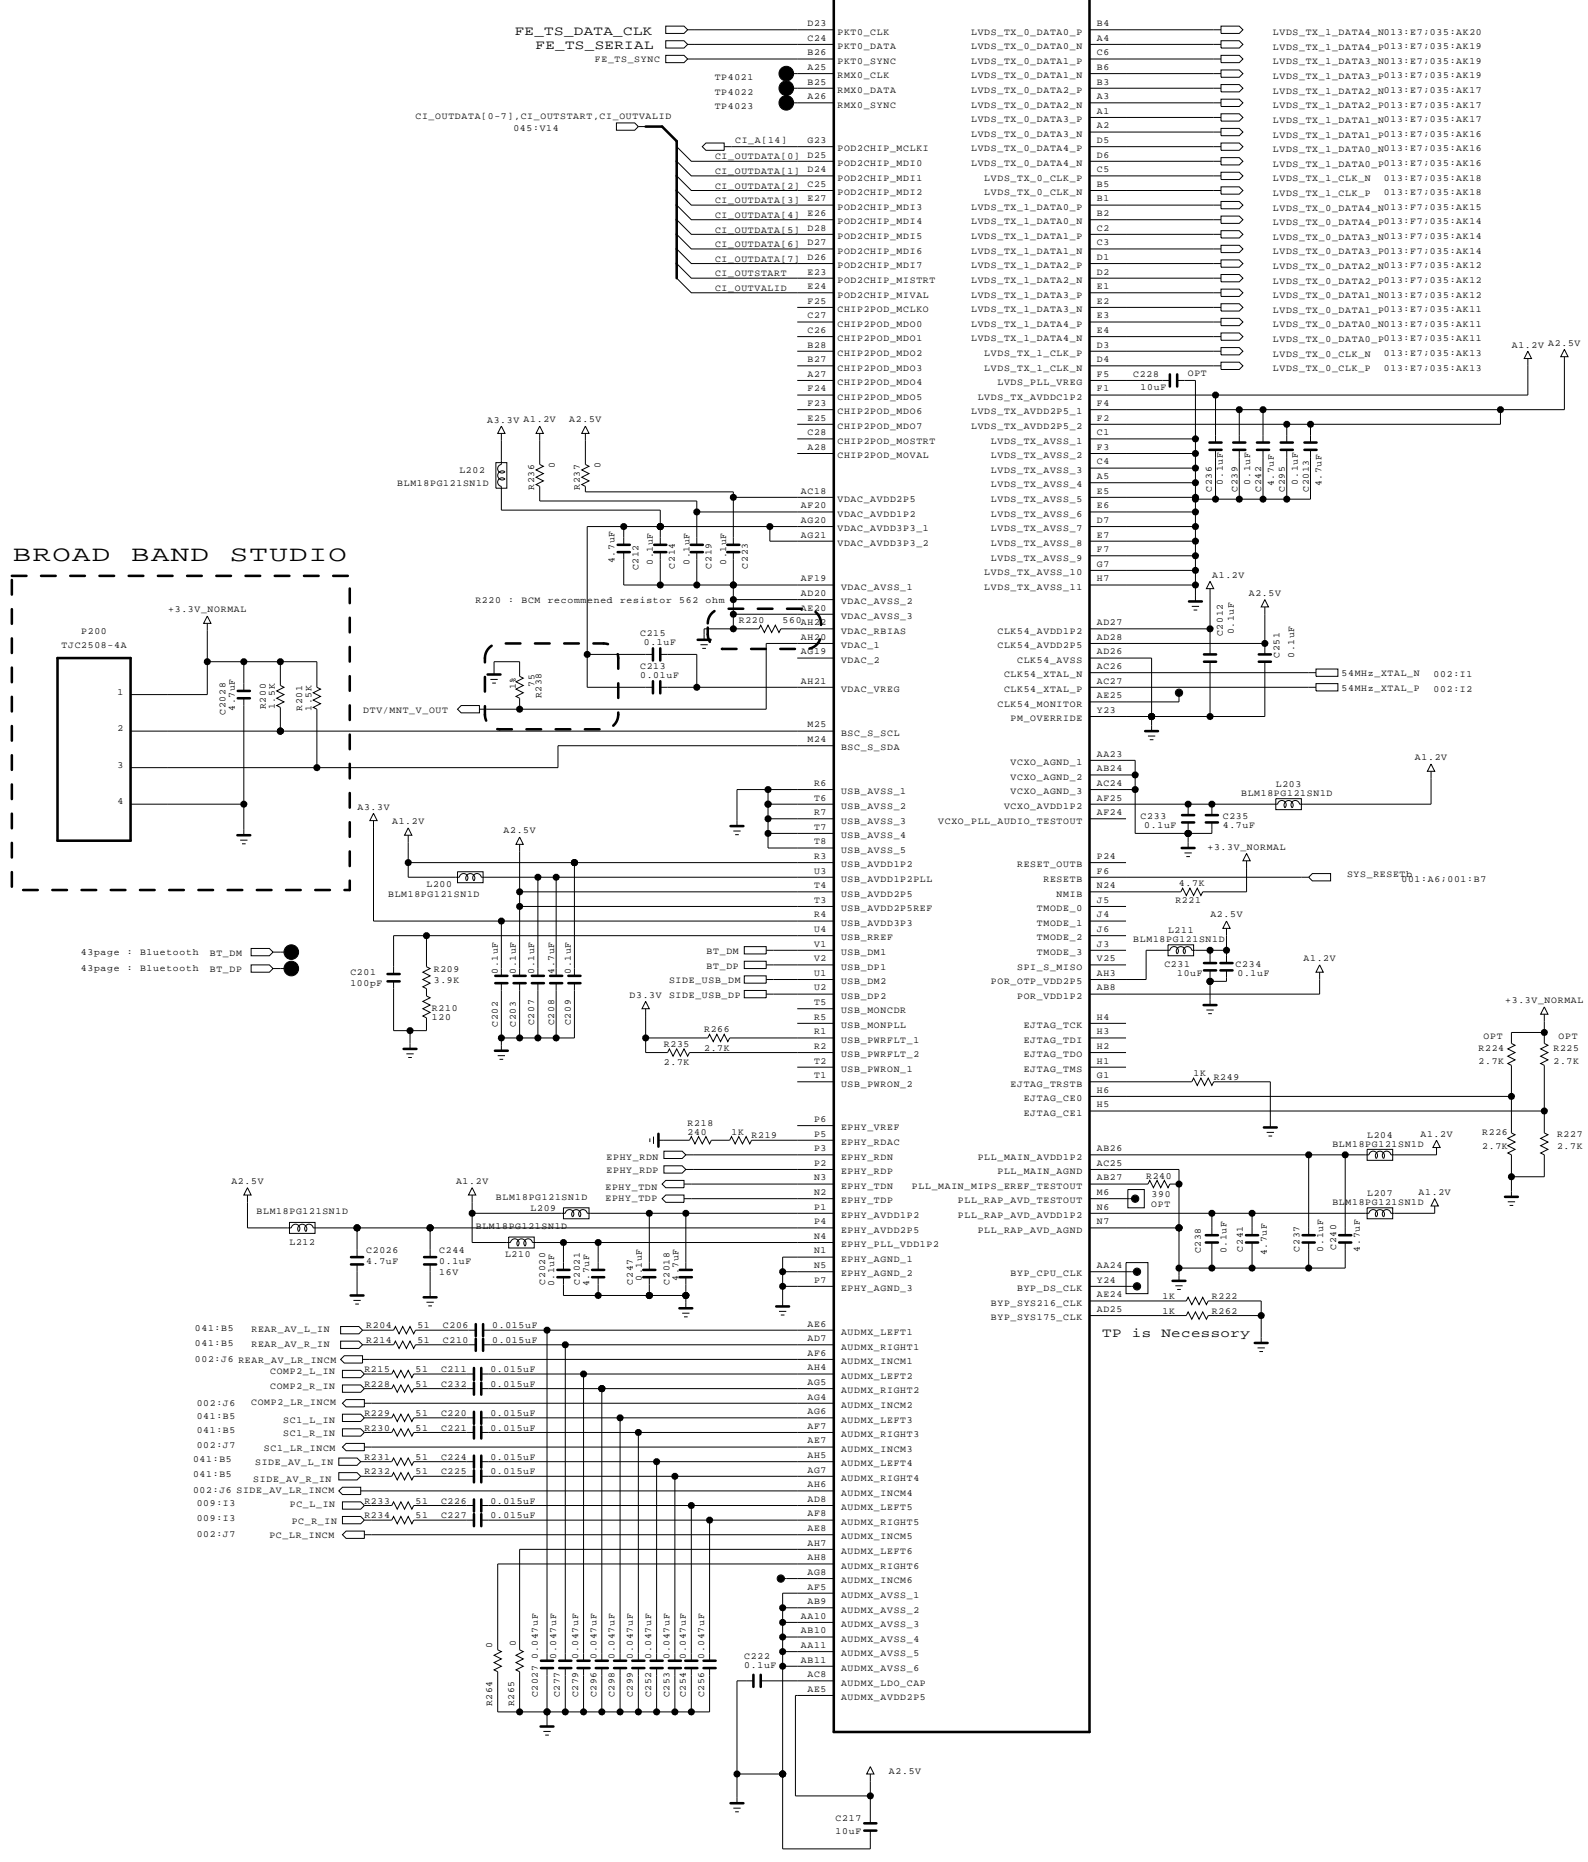 FE_TS_DATA_CLK
FE_TS_SERIAL
FE_TS_SYNC
TP4021
TP4022
TP4023
CI_OUTDATA[0-7],CI_OUTSTART,CI_OUTVALID
045:V14
CI_A[14]
CI_OUTDATA[0]
CI_OUTDATA[1]
CI_OUTDATA[2]
CI_OUTDATA[3]
CI_OUTDATA[4]
CI_OUTDATA[5]
CI_OUTDATA[6]
CI_OUTDATA[7]
CI_OUTSTART
CI_OUTVALID
D23 PKT0_CLK
C24 PKT0_DATA
B26 PKT0_SYNC
A25 RMX0_CLK
B25 RMX0_DATA
A26 RMX0_SYNC
G23 POD2CHIP_MCLKI
D25 POD2CHIP_MDI0
D24 POD2CHIP_MDI1
C25 POD2CHIP_MDI2
E27 POD2CHIP_MDI3
E26 POD2CHIP_MDI4
D28 POD2CHIP_MDI5
D27 POD2CHIP_MDI6
D26 POD2CHIP_MDI7
E23 POD2CHIP_MISTRT
E24 POD2CHIP_MIVAL
F25 CHIP2POD_MCLKO
C27 CHIP2POD_MDO0
C26 CHIP2POD_MDO1
B28 CHIP2POD_MDO2
B27 CHIP2POD_MDO3
A27 CHIP2POD_MDO4
F24 CHIP2POD_MDO5
F23 CHIP2POD_MDO6
E25 CHIP2POD_MDO7
C28 CHIP2POD_MOSTRT
A28 CHIP2POD_MOVAL
LVDS_TX_0_DATA0_P B4 LVDS_TX_1_DATA4_N013:E7;035:AK20
LVDS_TX_0_DATA0_N A4 LVDS_TX_1_DATA4_P013:E7;035:AK19
LVDS_TX_0_DATA1_P C6 LVDS_TX_1_DATA3_N013:E7;035:AK19
LVDS_TX_0_DATA1_N B6 LVDS_TX_1_DATA3_P013:E7;035:AK19
LVDS_TX_0_DATA2_P B3 LVDS_TX_1_DATA2_N013:E7;035:AK17
LVDS_TX_0_DATA2_N A3 LVDS_TX_1_DATA2_P013:E7;035:AK17
LVDS_TX_0_DATA3_P A1 LVDS_TX_1_DATA1_N013:E7;035:AK17
LVDS_TX_0_DATA3_N A2 LVDS_TX_1_DATA1_P013:E7;035:AK16
LVDS_TX_0_DATA4_P D5 LVDS_TX_1_DATA0_N013:E7;035:AK16
LVDS_TX_0_DATA4_N D6 LVDS_TX_1_DATA0_P013:E7;035:AK16
LVDS_TX_0_CLK_P C5 LVDS_TX_1_CLK_N 013:E7;035:AK18
LVDS_TX_0_CLK_N B5 LVDS_TX_1_CLK_P 013:E7;035:AK18
LVDS_TX_1_DATA0_P B1 LVDS_TX_0_DATA4_N013:F7;035:AK15
LVDS_TX_1_DATA0_N B2 LVDS_TX_0_DATA4_P013:F7;035:AK14
LVDS_TX_1_DATA1_P C2 LVDS_TX_0_DATA3_N013:F7;035:AK14
LVDS_TX_1_DATA1_N C3 LVDS_TX_0_DATA3_P013:F7;035:AK14
LVDS_TX_1_DATA2_P D1 LVDS_TX_0_DATA2_N013:F7;035:AK12
LVDS_TX_1_DATA2_N D2 LVDS_TX_0_DATA2_P013:F7;035:AK12
LVDS_TX_1_DATA3_P E1 LVDS_TX_0_DATA1_N013:E7;035:AK12
LVDS_TX_1_DATA3_N E2 LVDS_TX_0_DATA1_P013:E7;035:AK11
LVDS_TX_1_DATA4_P E3 LVDS_TX_0_DATA0_N013:E7;035:AK11
LVDS_TX_1_DATA4_N E4 LVDS_TX_0_DATA0_P013:E7;035:AK11
LVDS_TX_1_CLK_P D3 LVDS_TX_0_CLK_N 013:E7;035:AK13
LVDS_TX_1_CLK_N D4 LVDS_TX_0_CLK_P 013:E7;035:AK13
LVDS_PLL_VREG F5 C228 10uF OPT
LVDS_TX_AVDDC1P2 F1
LVDS_TX_AVDD2P5_1 F4
LVDS_TX_AVDD2P5_2 F2
LVDS_TX_AVSS_1 C1
LVDS_TX_AVSS_2 F3
LVDS_TX_AVSS_3 C4
LVDS_TX_AVSS_4 A5
LVDS_TX_AVSS_5 E5
LVDS_TX_AVSS_6 E6
LVDS_TX_AVSS_7 D7
LVDS_TX_AVSS_8 E7
LVDS_TX_AVSS_9 F7
LVDS_TX_AVSS_10 G7
LVDS_TX_AVSS_11 H7
A1.2V A2.5V
C236 0.1uF
C239 0.1uF
C242 4.7uF
C295 0.1uF
C2013 4.7uF
A3.3V A1.2V A2.5V
L202
BLM18PG121SN1D
R236 0
R237 0
AC18 VDAC_AVDD2P5
AF20 VDAC_AVDD1P2
AG20 VDAC_AVDD3P3_1
AG21 VDAC_AVDD3P3_2
C212 4.7uF
C214 0.1uF
C219 0.1uF
C223 0.1uF
AF19 VDAC_AVSS_1
AD20 VDAC_AVSS_2
AE20 VDAC_AVSS_3
AH22 VDAC_RBIAS
AH20 VDAC_1
AG19 VDAC_2
AH21 VDAC_VREG
R220 : BCM recommened resistor 562 ohm
R220 560
C215 0.1uF
C213 0.01uF
R238 75 1%
DTV/MNT_V_OUT
BROAD BAND STUDIO
+3.3V_NORMAL
P200
TJC2508-4A
1
2
3
4
C2028 4.7uF
R200 1.5K
R201 1.5K
M25 BSC_S_SCL
M24 BSC_S_SDA
A1.2V
C2012 0.1uF
A2.5V
C251 0.1uF
CLK54_AVDD1P2 AD27
CLK54_AVDD2P5 AD28
CLK54_AVSS AD26
CLK54_XTAL_N AC26 54MHz_XTAL_N 002:I1
CLK54_XTAL_P AC27 54MHz_XTAL_P 002:I2
CLK54_MONITOR AE25
PM_OVERRIDE Y23
VCXO_AGND_1 AA23
VCXO_AGND_2 AB24
VCXO_AGND_3 AC24
VCXO_AVDD1P2 AF25
VCXO_PLL_AUDIO_TESTOUT AF24
L203
BLM18PG121SN1D
A1.2V
C233 0.1uF
C235 4.7uF
+3.3V_NORMAL
RESET_OUTB P24
RESETB F6 SYS_RESETb 001:A6;001:B7
NMIB N24 4.7K R221
TMODE_0 J5
TMODE_1 J4
TMODE_2 J6
TMODE_3 J3
SPI_S_MISO V25
POR_OTP_VDD2P5 AH3
POR_VDD1P2 AB8
A2.5V
L211
BLM18PG121SN1D
C231 10uF
C234 0.1uF
A1.2V
R6 USB_AVSS_1
T6 USB_AVSS_2
R7 USB_AVSS_3
T7 USB_AVSS_4
T8 USB_AVSS_5
R3 USB_AVDD1P2
U3 USB_AVDD1P2PLL
T4 USB_AVDD2P5
T3 USB_AVDD2P5REF
R4 USB_AVDD3P3
U4 USB_RREF
V1 USB_DM1
V2 USB_DP1
U1 USB_DM2
U2 USB_DP2
T5 USB_MONCDR
R5 USB_MONPLL
R1 USB_PWRFLT_1
R2 USB_PWRFLT_2
T2 USB_PWRON_1
T1 USB_PWRON_2
A3.3V
A1.2V
A2.5V
L200
BLM18PG121SN1D
43page : Bluetooth BT_DM
43page : Bluetooth BT_DP
C201 100pF
R209 3.9K
R210 120
C202 0.1uF
C203 0.1uF
C207 0.1uF
C208 4.7uF
C209 0.1uF
BT_DM
BT_DP
SIDE_USB_DM
SIDE_USB_DP
D3.3V
R266 2.7K
R235 2.7K
EJTAG_TCK H4
EJTAG_TDI H3
EJTAG_TDO H2
EJTAG_TMS H1
EJTAG_TRSTB G1 1K R249
EJTAG_CE0 H6
EJTAG_CE1 H5
+3.3V_NORMAL
OPT R224 2.7K
OPT R225 2.7K
R226 2.7K
R227 2.7K
P6 EPHY_VREF
P5 EPHY_RDAC
P3 EPHY_RDN
P2 EPHY_RDP
N3 EPHY_TDN
N2 EPHY_TDP
P1 EPHY_AVDD1P2
P4 EPHY_AVDD2P5
N4 EPHY_PLL_VDD1P2
N1 EPHY_AGND_1
N5 EPHY_AGND_2
P7 EPHY_AGND_3
R218 240
1K R219
EPHY_RDN
EPHY_RDP
EPHY_TDN
EPHY_TDP
A2.5V
BLM18PG121SN1D
L212
A1.2V
BLM18PG121SN1D
L209
BLM18PG121SN1D
L210
C2026 4.7uF
C244 0.1uF 16V
C2020 0.1uF
C2021 4.7uF
C247 0.1uF
C2018 4.7uF
PLL_MAIN_AVDD1P2 AB26
PLL_MAIN_AGND AC25
PLL_MAIN_MIPS_EREF_TESTOUT AB27
PLL_RAP_AVD_TESTOUT M6
PLL_RAP_AVD_AVDD1P2 N6
PLL_RAP_AVD_AGND N7
R240 390 OPT
L204
BLM18PG121SN1D
A1.2V
L207
BLM18PG121SN1D
A1.2V
C238 0.1uF
C241 4.7uF
C237 0.1uF
C240 4.7uF
BYP_CPU_CLK AA24
BYP_DS_CLK Y24
BYP_SYS216_CLK AE24 1K R222
BYP_SYS175_CLK AD25 1K R262
TP is Necessory
041:B5 REAR_AV_L_IN R204 51 C206 0.015uF AE6 AUDMX_LEFT1
041:B5 REAR_AV_R_IN R214 51 C210 0.015uF AD7 AUDMX_RIGHT1
002:J6 REAR_AV_LR_INCM AF6 AUDMX_INCM1
COMP2_L_IN R215 51 C211 0.015uF AH4 AUDMX_LEFT2
COMP2_R_IN R228 51 C232 0.015uF AG5 AUDMX_RIGHT2
002:J6 COMP2_LR_INCM AG4 AUDMX_INCM2
041:B5 SC1_L_IN R229 51 C220 0.015uF AG6 AUDMX_LEFT3
041:B5 SC1_R_IN R230 51 C221 0.015uF AF7 AUDMX_RIGHT3
002:J7 SC1_LR_INCM AE7 AUDMX_INCM3
041:B5 SIDE_AV_L_IN R231 51 C224 0.015uF AH5 AUDMX_LEFT4
041:B5 SIDE_AV_R_IN R232 51 C225 0.015uF AG7 AUDMX_RIGHT4
002:J6 SIDE_AV_LR_INCM AH6 AUDMX_INCM4
009:I3 PC_L_IN R233 51 C226 0.015uF AD8 AUDMX_LEFT5
009:I3 PC_R_IN R234 51 C227 0.015uF AF8 AUDMX_RIGHT5
002:J7 PC_LR_INCM AE8 AUDMX_INCM5
AH7 AUDMX_LEFT6
AH8 AUDMX_RIGHT6
AG8 AUDMX_INCM6
AF5 AUDMX_AVSS_1
AB9 AUDMX_AVSS_2
AA10 AUDMX_AVSS_3
AB10 AUDMX_AVSS_4
AA11 AUDMX_AVSS_5
AB11 AUDMX_AVSS_6
AC8 AUDMX_LDO_CAP
AE5 AUDMX_AVDD2P5
R264 0
R265 0
C2027 0.047uF
C277 0.047uF
C279 0.047uF
C296 0.047uF
C298 0.047uF
C299 0.047uF
C252 0.047uF
C253 0.047uF
C254 0.047uF
C256 0.047uF
C222 0.1uF
A2.5V
C217 10uF